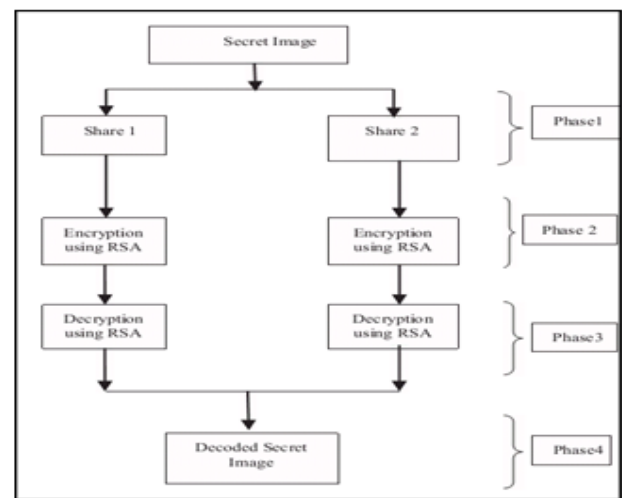 Secret Image
Share 1
Share 2
Phase1
Encryption
using RSA
Encryption
using RSA
Phase 2
Decryption
using RSA
Decryption
using RSA
Phase3
Decoded Secret
Image
Phase4